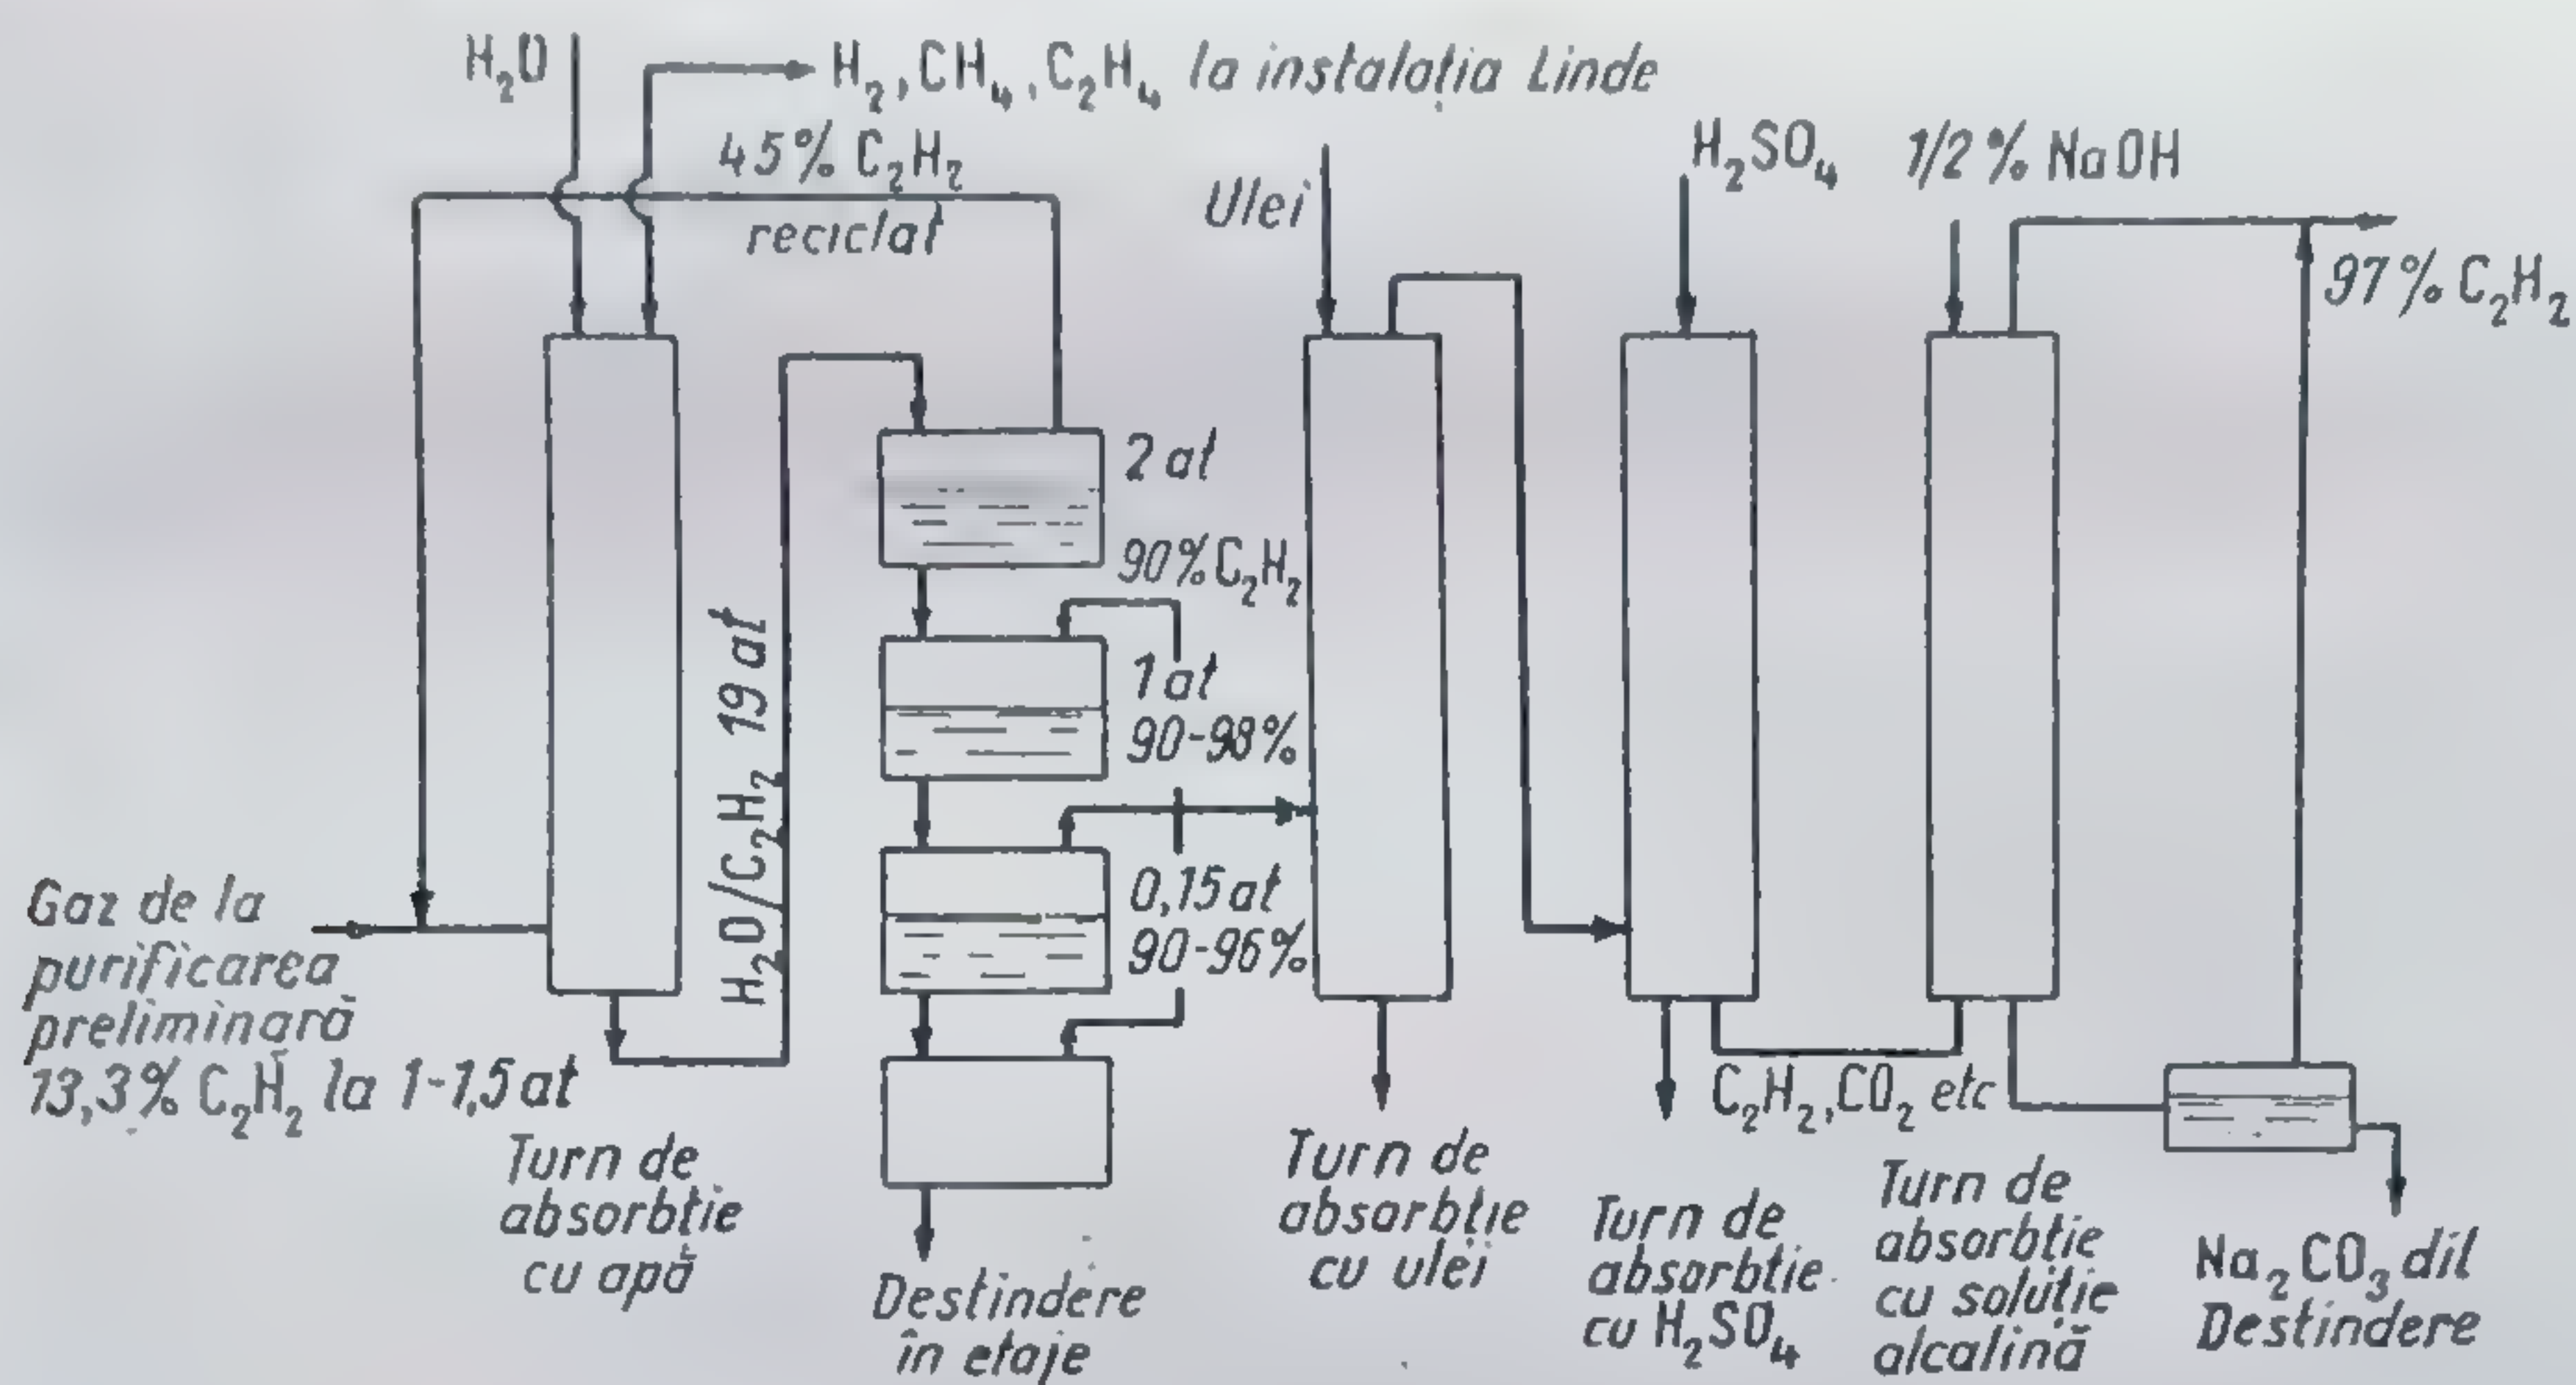 H₂O
H₂, CH₄, C₂H₄ la instalația Linde
45% C₂H₂
reciclat
Ulei
H₂SO₄
1/2% NaOH
97% C₂H₂
2 at
90% C₂H₂
1 at
90-98%
H₂O/C₂H₂ 19 at
0,15 at
90-96%
Gaz de la
purificarea
preliminară
13,3% C₂H₂ la 1-1,5 at
C₂H₂, CO₂ etc
Turn de
absorbție
cu apă
Destindere
în etaje
Turn de
absorbție
cu ulei
Turn de
absorbție
cu H₂SO₄
Turn de
absorbție
cu soluție
alcalină
Na₂CO₃ dil
Destindere